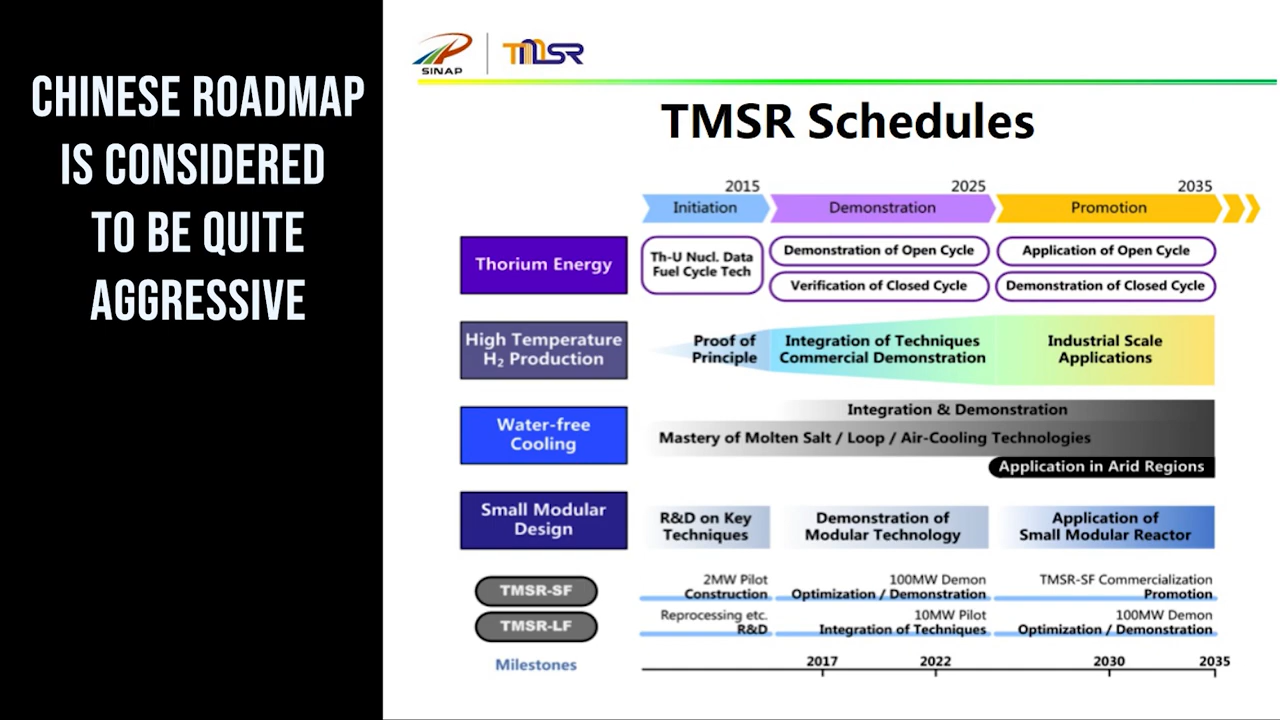 CHINESE ROADMAP
IS CONSIDERED
TO BE QUITE
AGGRESSIVE
SINAP
TMSR
TMSR Schedules
2015 2025 2035
Initiation Demonstration Promotion
Thorium Energy
Th-U Nucl. Data
Fuel Cycle Tech
Demonstration of Open Cycle
Verification of Closed Cycle
Application of Open Cycle
Demonstration of Closed Cycle
High Temperature
H₂ Production
Proof of
Principle
Integration of Techniques
Commercial Demonstration
Industrial Scale
Applications
Water-free
Cooling
Integration & Demonstration
Mastery of Molten Salt / Loop / Air-Cooling Technologies
Application in Arid Regions
Small Modular
Design
R&D on Key
Techniques
Demonstration of
Modular Technology
Application of
Small Modular Reactor
TMSR-SF
2MW Pilot
Construction
100MW Demon
Optimization / Demonstration
TMSR-SF Commercialization
Promotion
TMSR-LF
Reprocessing etc.
R&D
10MW Pilot
Integration of Techniques
100MW Demon
Optimization / Demonstration
Milestones
2017 2022 2030 2035